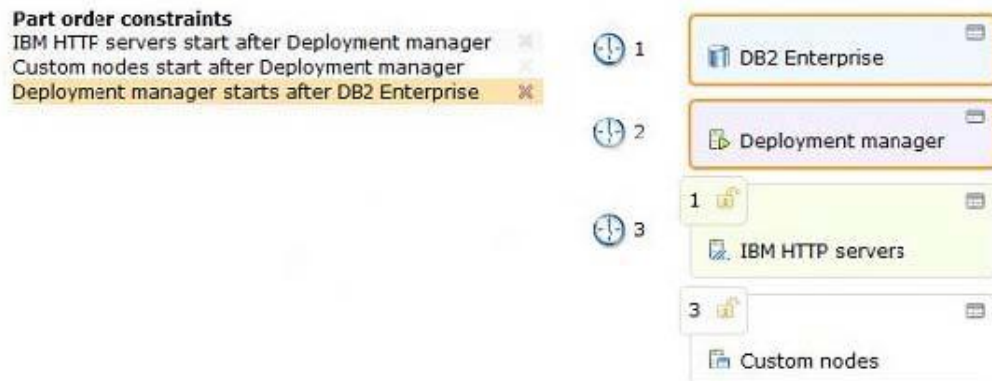 Part order constraints
IBM HTTP servers start after Deployment manager
Custom nodes start after Deployment manager
Deployment manager starts after DB2 Enterprise
1
DB2 Enterprise
2
Deployment manager
3
1
IBM HTTP servers
3
Custom nodes